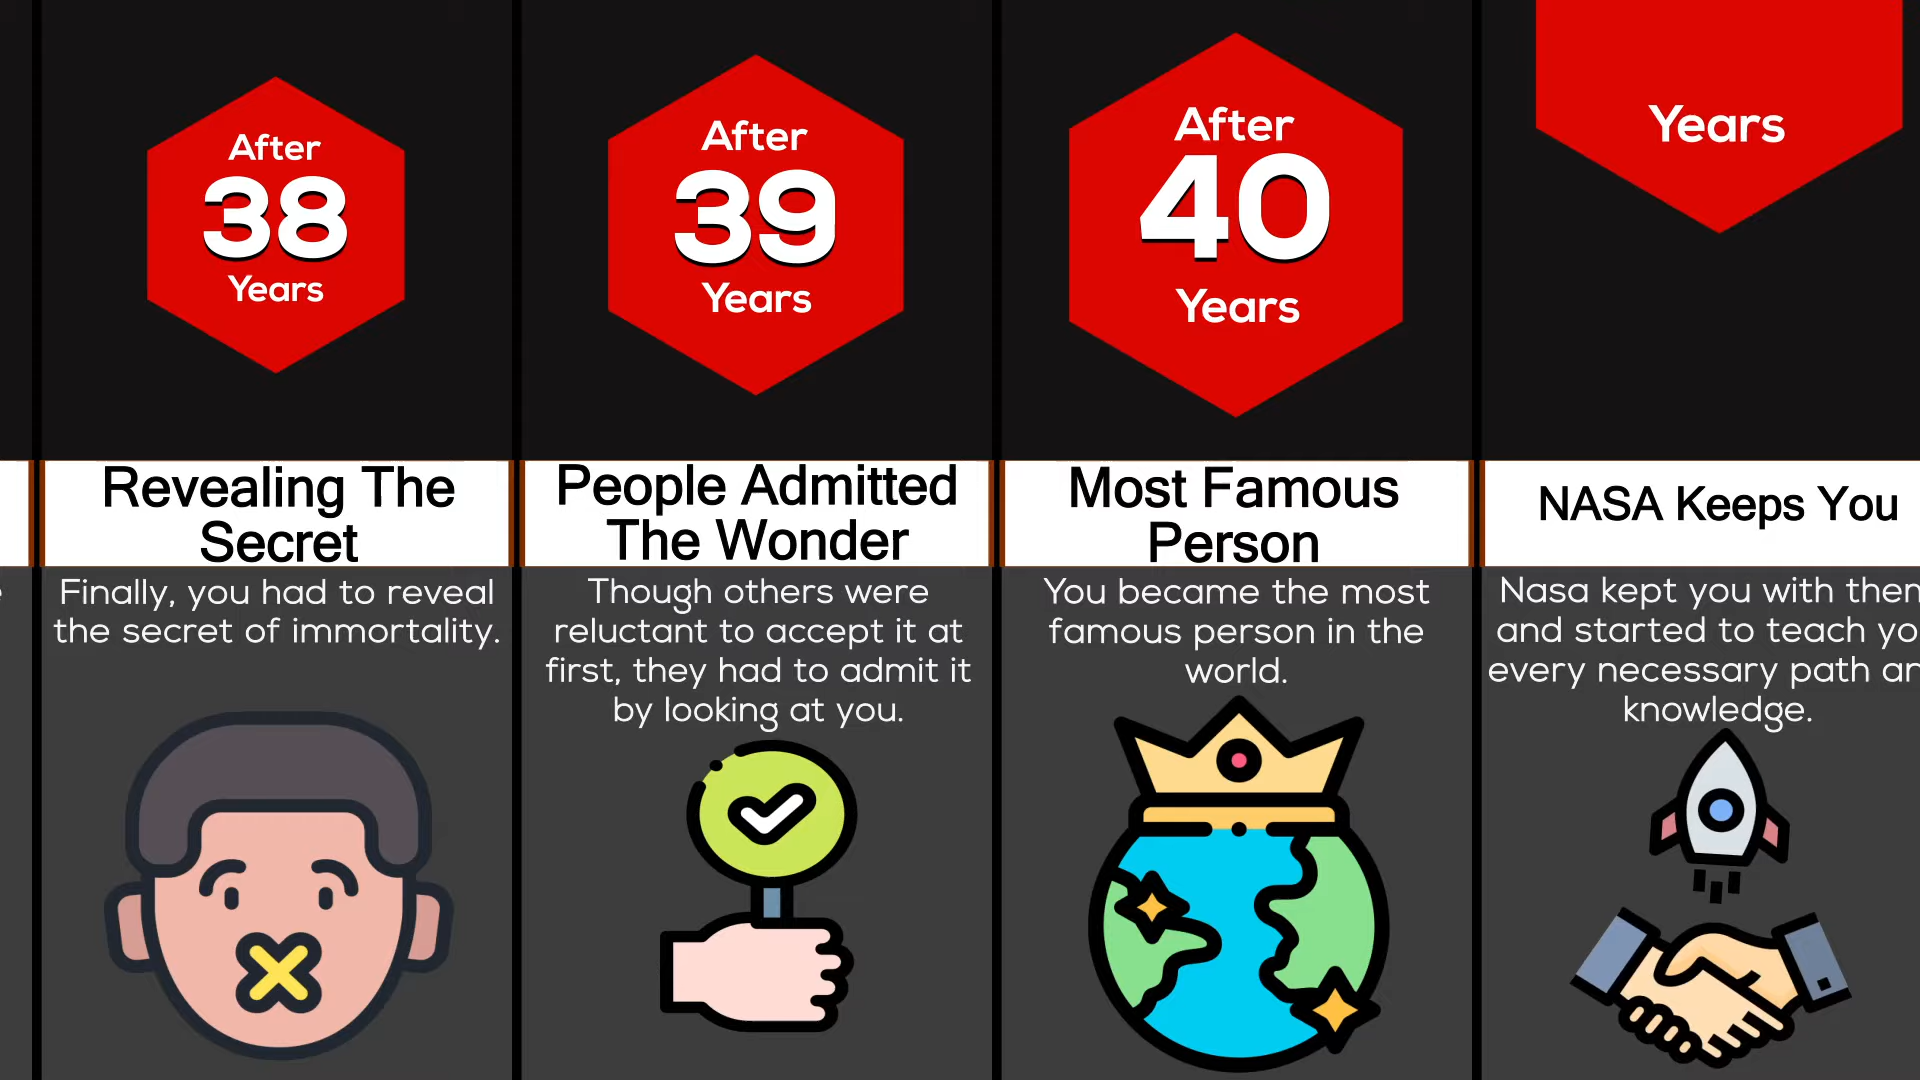 After
38
Years
Revealing The
Secret
Finally, you had to reveal
the secret of immortality.
After
39
Years
People Admitted
The Wonder
Though others were
reluctant to accept it at
first, they had to admit it
by looking at you.
After
40
Years
Most Famous
Person
You became the most
famous person in the
world.
Years
NASA Keeps You
Nasa kept you with
and started to teach
every necessary path
knowledge.